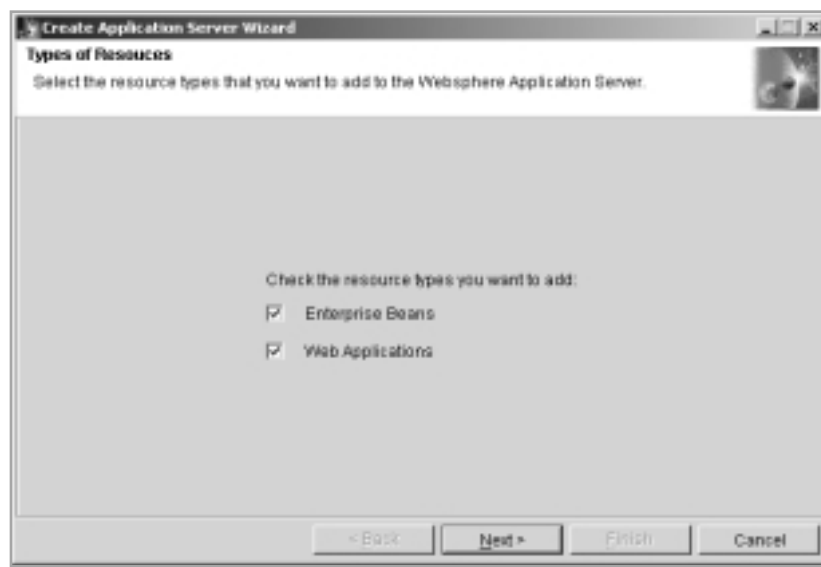 Create Application Server Wizard
Types of Resouces
Select the resource types that you want to add to the Websphere Application Server.
Check the resource types you want to add:
Enterprise Beans
Web Applications
< Back
Next >
Finish
Cancel